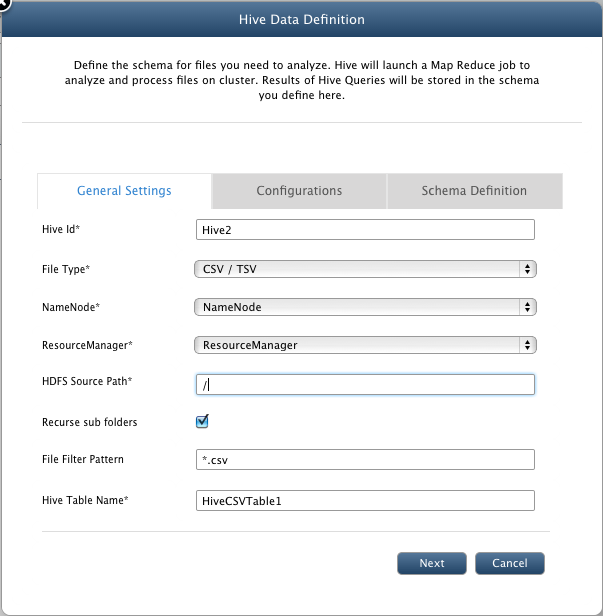 Hive Data Definition
Define the schema for files you need to analyze. Hive will launch a Map Reduce job to
analyze and process files on cluster. Results of Hive Queries will be stored in the schema
you define here.
General Settings Configurations Schema Definition
Hive Id* Hive2
File Type* CSV / TSV
NameNode* NameNode
ResourceManager* ResourceManager
HDFS Source Path* /
Recurse sub folders
File Filter Pattern *.csv
Hive Table Name* HiveCSVTable1
Next Cancel